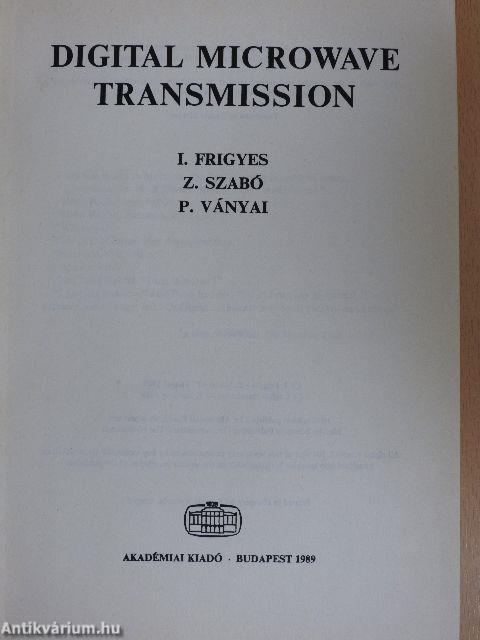 DIGITAL MICROWAVE
TRANSMISSION
I. FRIGYES
Z. SZABÓ
P. VÁNYAI
AKADÉMIAI KIADÓ · BUDAPEST 1989
Antikvárium.hu